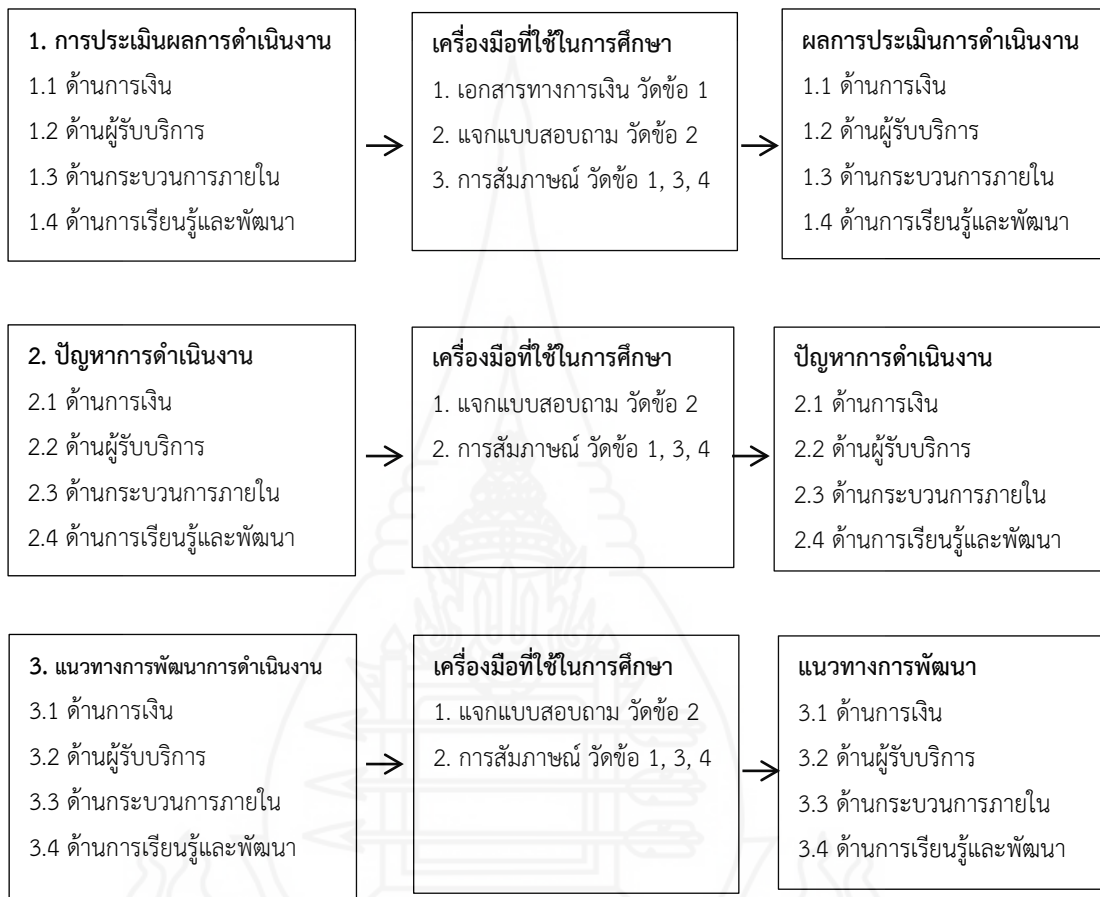 1. การประเมินผลการดำเนินงาน
1.1 ด้านการเงิน
1.2 ด้านผู้รับบริการ
1.3 ด้านกระบวนการภายใน
1.4 ด้านการเรียนรู้และพัฒนา
เครื่องมือที่ใช้ในการศึกษา
1. เอกสารทางการเงิน วัดข้อ 1
2. แจกแบบสอบถาม วัดข้อ 2
3. การสัมภาษณ์ วัดข้อ 1, 3, 4
ผลการประเมินการดำเนินงาน
1.1 ด้านการเงิน
1.2 ด้านผู้รับบริการ
1.3 ด้านกระบวนการภายใน
1.4 ด้านการเรียนรู้และพัฒนา
2. ปัญหาการดำเนินงาน
2.1 ด้านการเงิน
2.2 ด้านผู้รับบริการ
2.3 ด้านกระบวนการภายใน
2.4 ด้านการเรียนรู้และพัฒนา
เครื่องมือที่ใช้ในการศึกษา
1. แจกแบบสอบถาม วัดข้อ 2
2. การสัมภาษณ์ วัดข้อ 1, 3, 4
ปัญหาการดำเนินงาน
2.1 ด้านการเงิน
2.2 ด้านผู้รับบริการ
2.3 ด้านกระบวนการภายใน
2.4 ด้านการเรียนรู้และพัฒนา
3. แนวทางการพัฒนาการดำเนินงาน
3.1 ด้านการเงิน
3.2 ด้านผู้รับบริการ
3.3 ด้านกระบวนการภายใน
3.4 ด้านการเรียนรู้และพัฒนา
เครื่องมือที่ใช้ในการศึกษา
1. แจกแบบสอบถาม วัดข้อ 2
2. การสัมภาษณ์ วัดข้อ 1, 3, 4
แนวทางการพัฒนา
3.1 ด้านการเงิน
3.2 ด้านผู้รับบริการ
3.3 ด้านกระบวนการภายใน
3.4 ด้านการเรียนรู้และพัฒนา